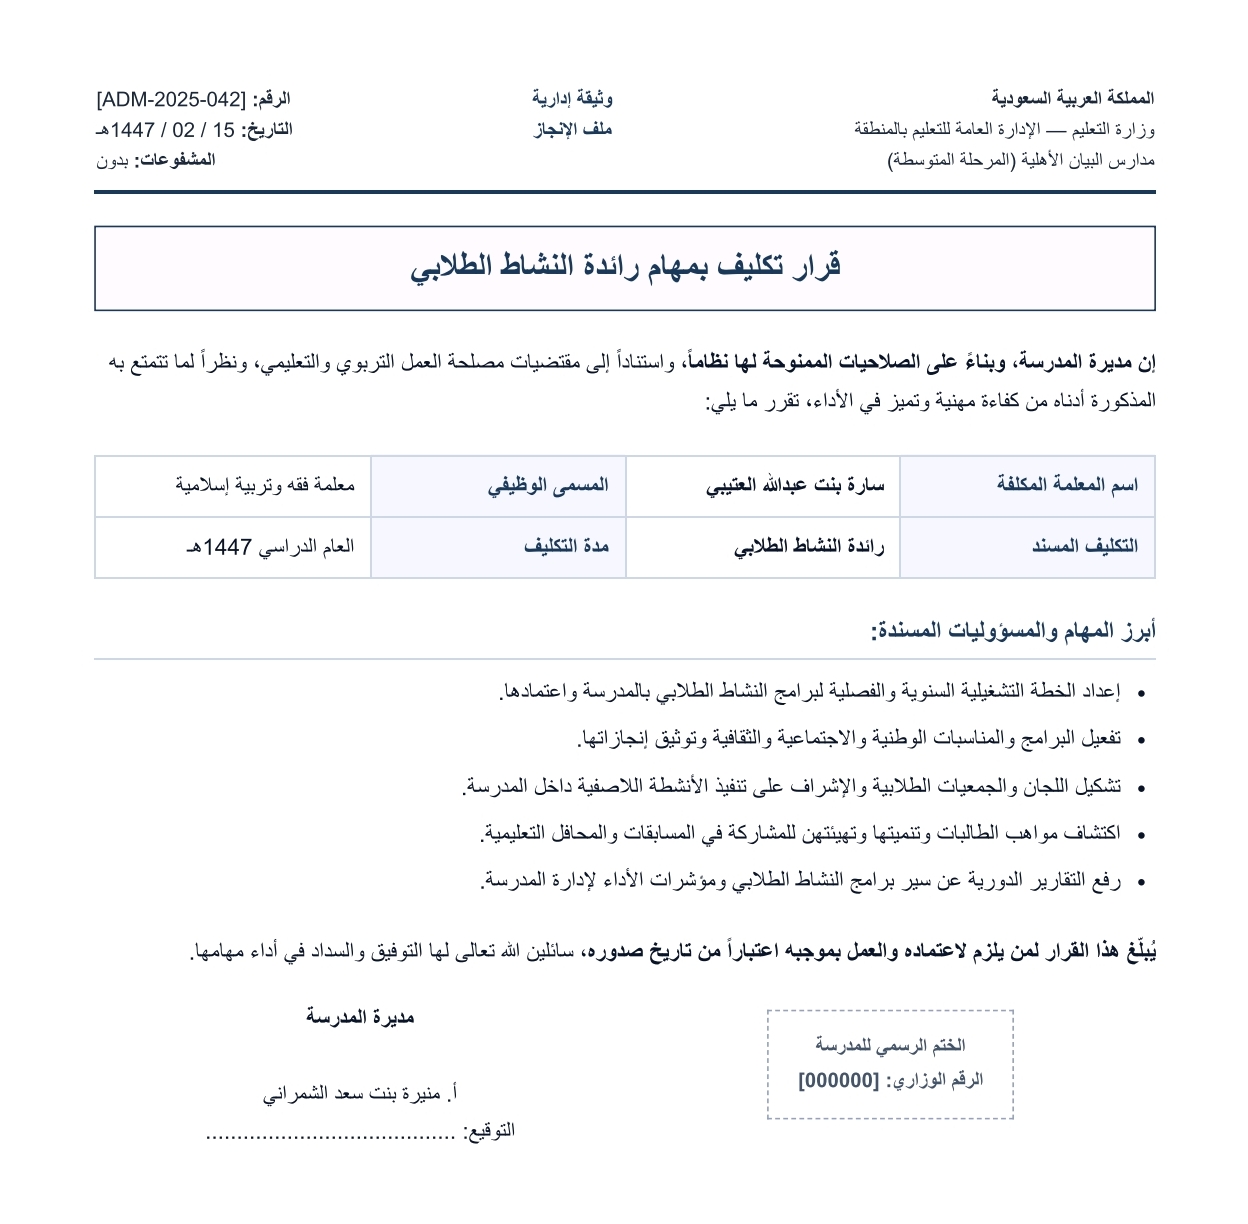 المملكة العربية السعودية
وزارة التعليم — الإدارة العامة للتعليم بالمنطقة
مدارس البيان الأهلية (المرحلة المتوسطة)
وثيقة إدارية
ملف الإنجاز
الرقم: [ADM-2025-042]
التاريخ: 15 / 02 / 1447هـ
المشفوعات: بدون
قرار تكليف بمهام رائدة النشاط الطلابي
إن مديرة المدرسة، وبناءً على الصلاحيات الممنوحة لها نظاماً، واستناداً إلى مقتضيات مصلحة العمل التربوي والتعليمي، ونظراً لما تتمتع به
المذكورة أدناه من كفاءة مهنية وتميز في الأداء، تقرر ما يلي:
اسم المعلمة المكلفة سارة بنت عبدالله العتيبي المسمى الوظيفي معلمة فقه وتربية إسلامية
التكليف المسند رائدة النشاط الطلابي مدة التكليف العام الدراسي 1447هـ
أبرز المهام والمسؤوليات المسندة:
• إعداد الخطة التشغيلية السنوية والفصلية لبرامج النشاط الطلابي بالمدرسة واعتمادها.
• تفعيل البرامج والمناسبات الوطنية والاجتماعية والثقافية وتوثيق إنجازاتها.
• تشكيل اللجان والجمعيات الطلابية والإشراف على تنفيذ الأنشطة اللاصفية داخل المدرسة.
• اكتشاف مواهب الطالبات وتنميتها وتهيئتهن للمشاركة في المسابقات والمحافل التعليمية.
• رفع التقارير الدورية عن سير برامج النشاط الطلابي ومؤشرات الأداء لإدارة المدرسة.
يُبلّغ هذا القرار لمن يلزم لاعتماده والعمل بموجبه اعتباراً من تاريخ صدوره، سائلين الله تعالى لها التوفيق والسداد في أداء مهامها.
الختم الرسمي للمدرسة
الرقم الوزاري: [000000]
مديرة المدرسة
أ. منيرة بنت سعد الشمراني
التوقيع: ........................................